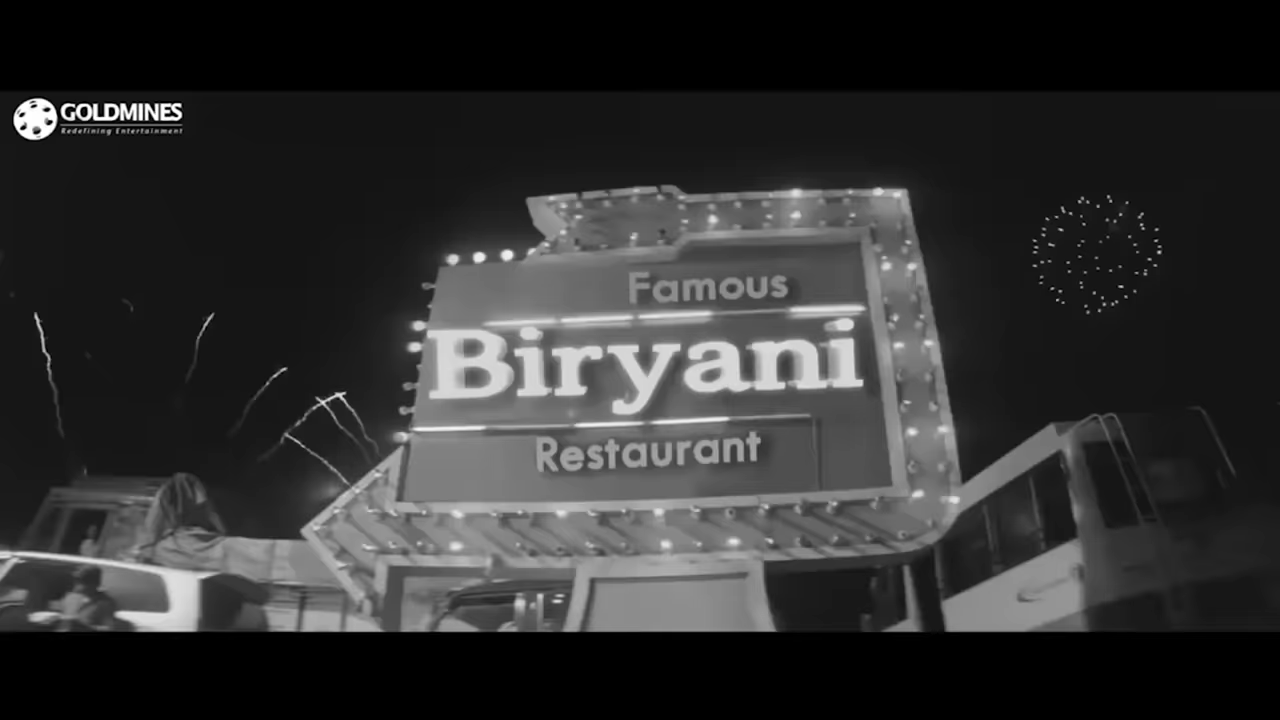 GOLDMINES
Redefining Entertainment
Famous
Biryani
Restaurant